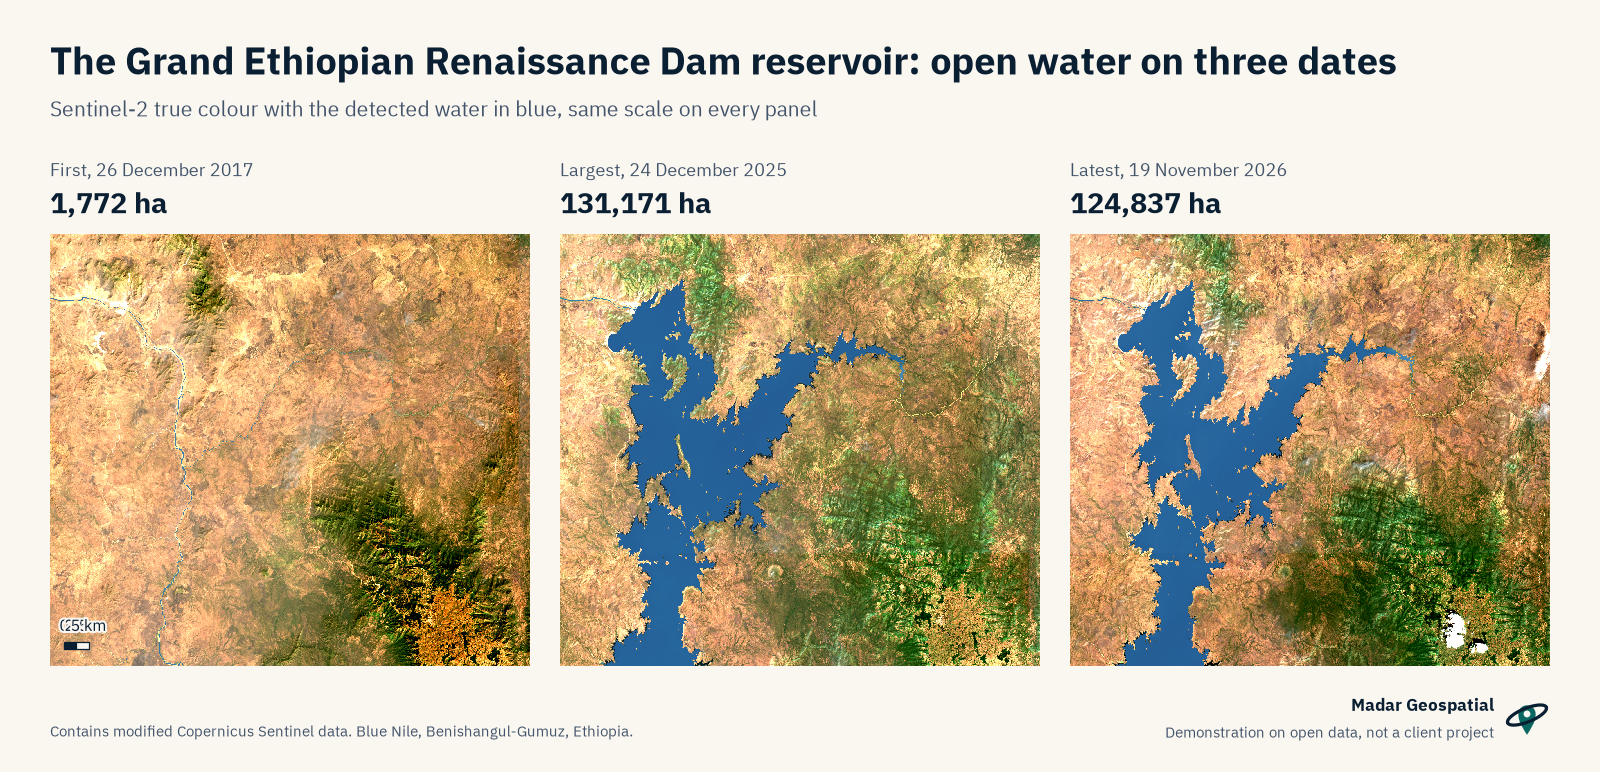 The Grand Ethiopian Renaissance Dam reservoir: open water on three dates
Sentinel-2 true colour with the detected water in blue, same scale on every panel
First, 26 December 2017
1,772 ha
Largest, 24 December 2025
131,171 ha
Latest, 19 November 2026
124,837 ha
km
Contains modified Copernicus Sentinel data. Blue Nile, Benishangul-Gumuz, Ethiopia.
Madar Geospatial
Demonstration on open data, not a client project